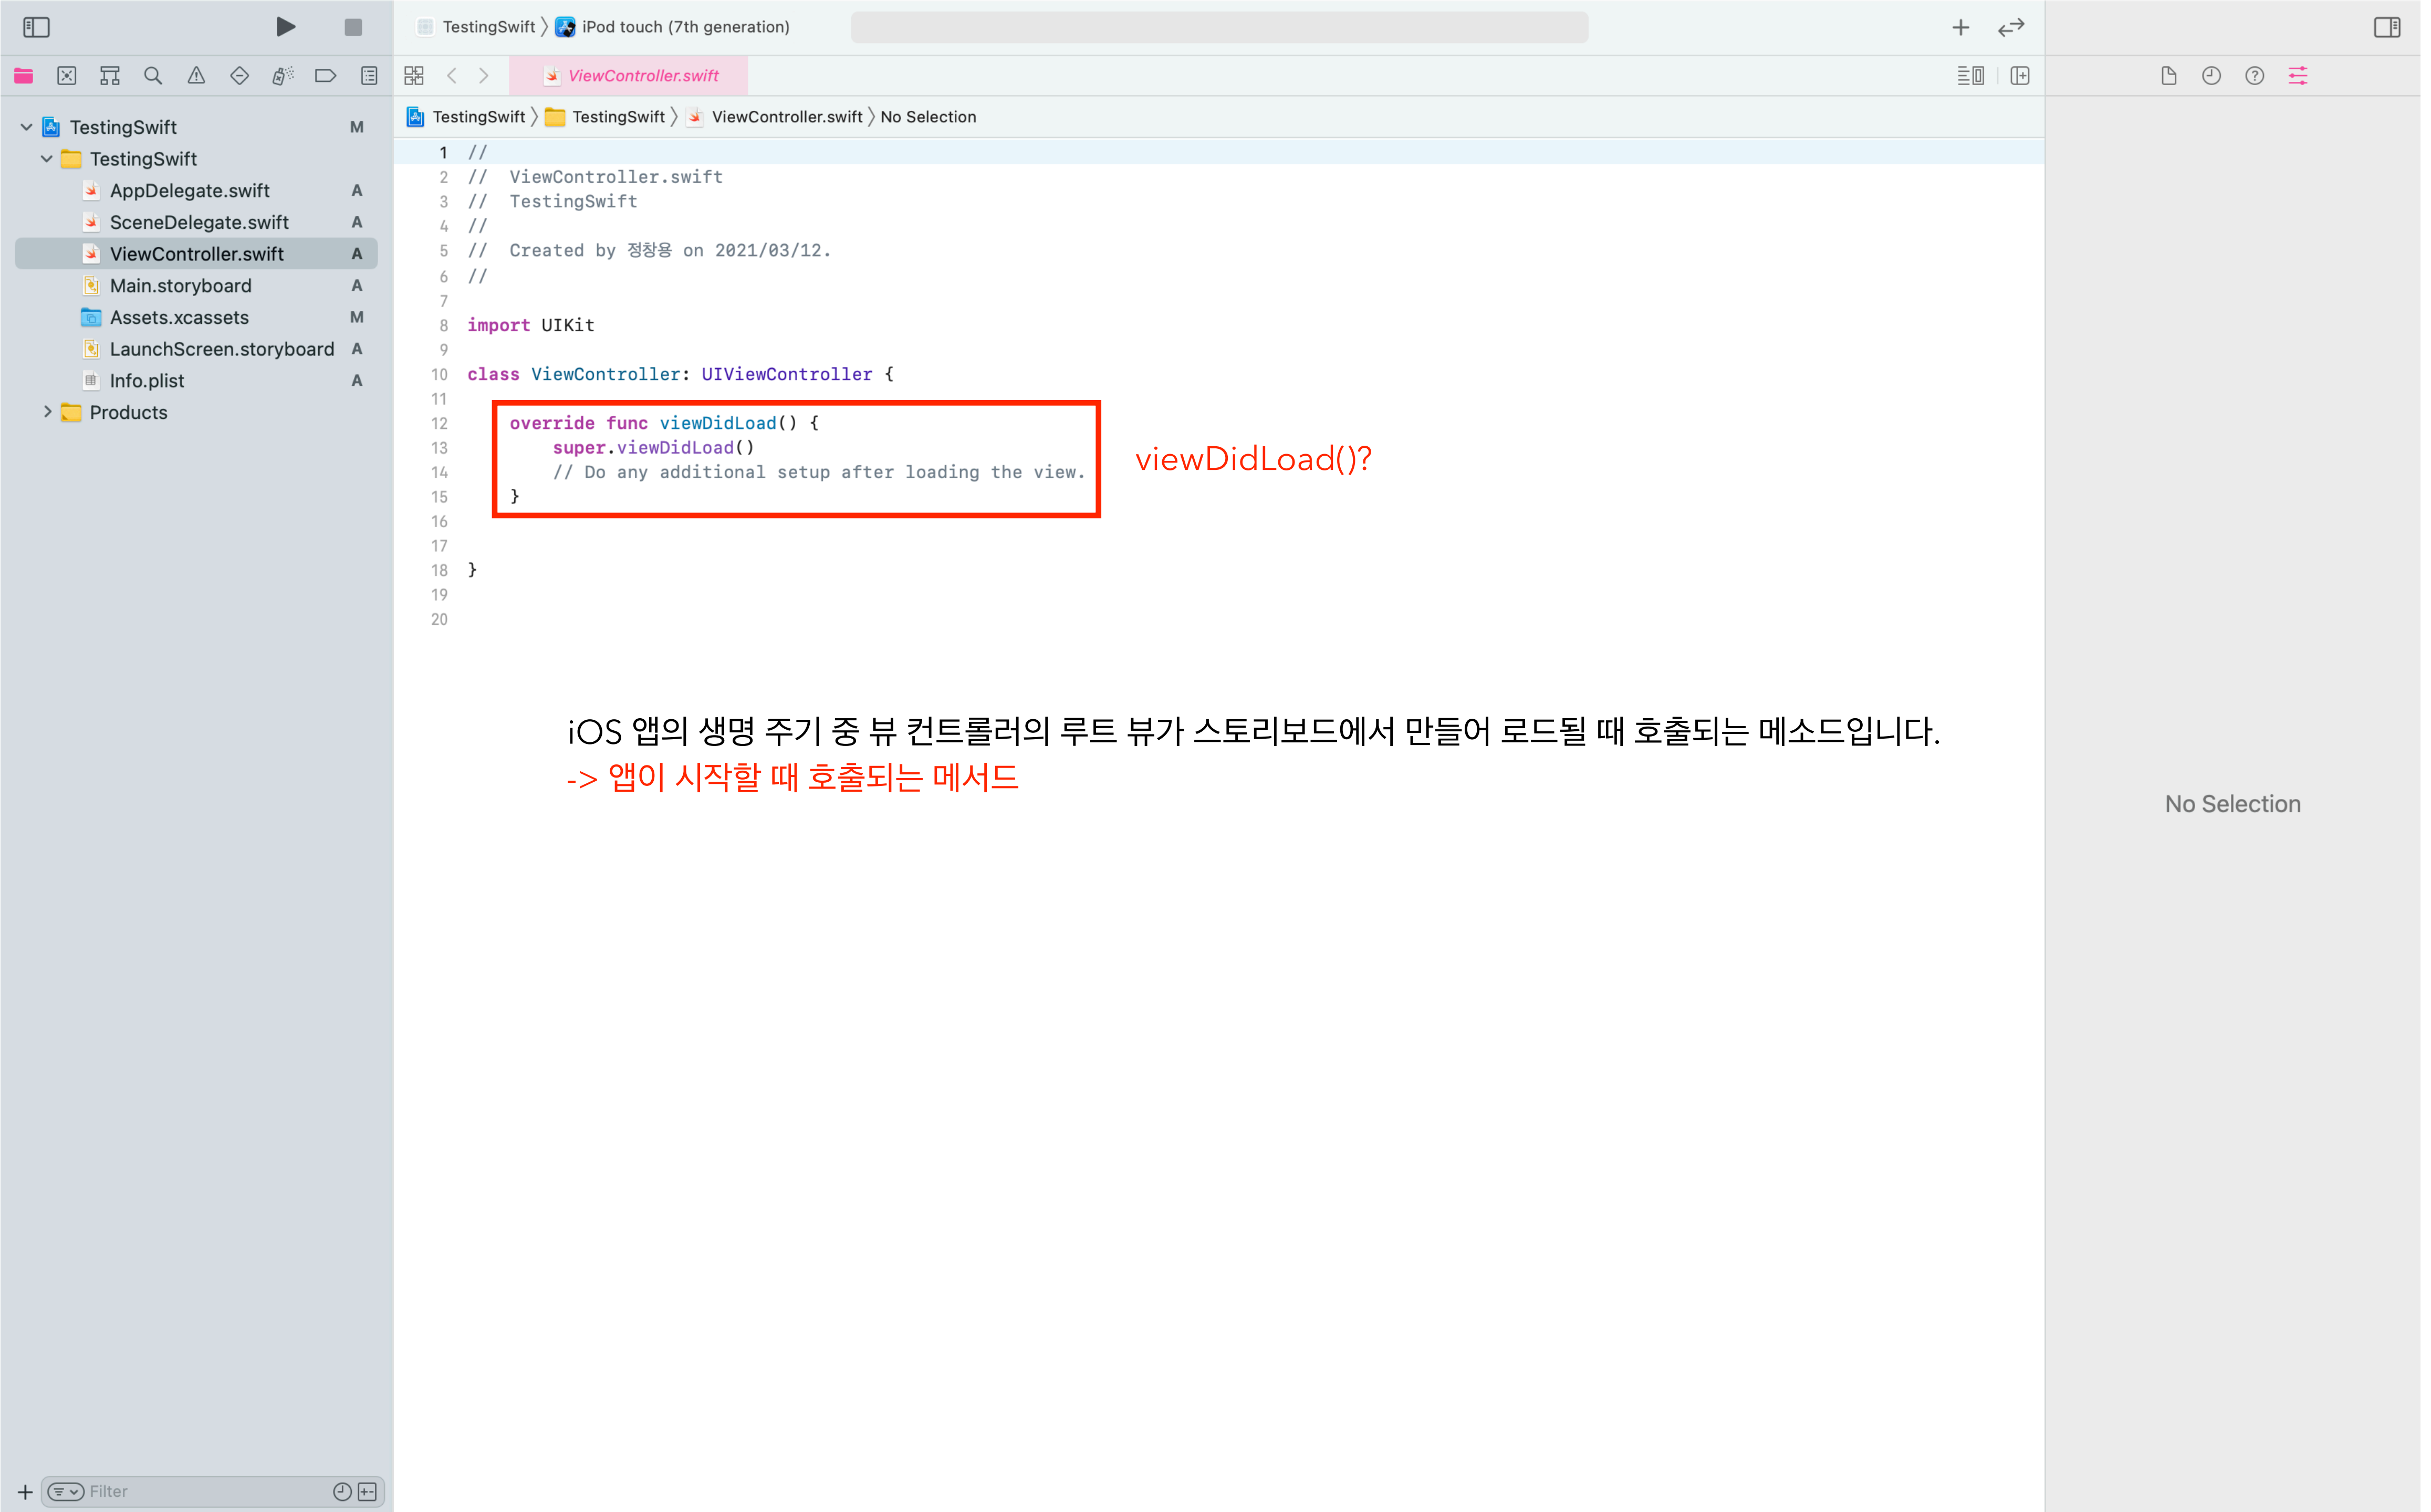 TestingSwift 〉 iPod touch (7th generation)
ViewController.swift
TestingSwift M
TestingSwift
AppDelegate.swift A
SceneDelegate.swift A
ViewController.swift A
Main.storyboard A
Assets.xcassets M
LaunchScreen.storyboard A
Info.plist A
Products
TestingSwift 〉 TestingSwift 〉 ViewController.swift 〉 No Selection
1 //
2 //  ViewController.swift
3 //  TestingSwift
4 //
5 //  Created by 정창용 on 2021/03/12.
6 //
7
8 import UIKit
9
10 class ViewController: UIViewController {
11
12     override func viewDidLoad() {
13         super.viewDidLoad()
14         // Do any additional setup after loading the view.
15     }
16
17
18 }
19
20
viewDidLoad()?
iOS 앱의 생명 주기 중 뷰 컨트롤러의 루트 뷰가 스토리보드에서 만들어 로드될 때 호출되는 메소드입니다.
-> 앱이 시작할 때 호출되는 메서드
No Selection
Filter